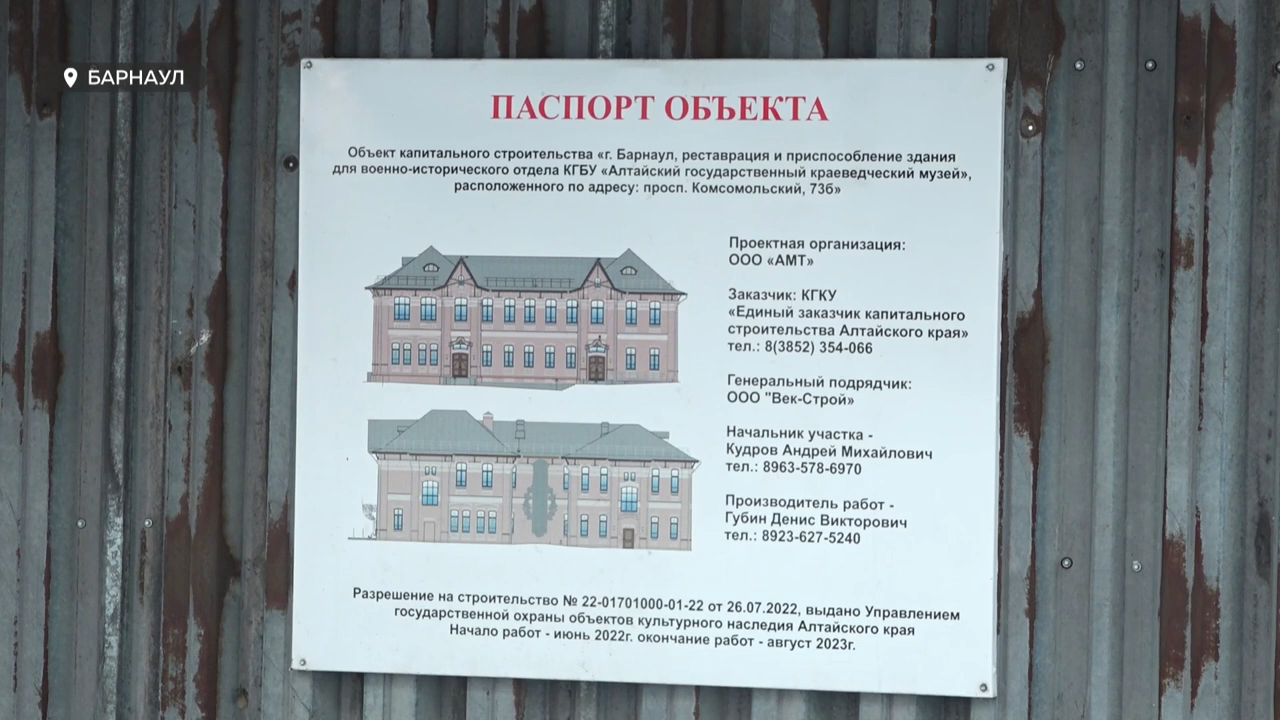 БАРНАУЛ
ПАСПОРТ ОБЪЕКТА
Объект капитального строительства «г. Барнаул, реставрация и приспособление здания
для военно-исторического отдела КГБУ «Алтайский государственный краеведческий музей»,
расположенного по адресу: просп. Комсомольский, 73б»
Проектная организация:
ООО «АМТ»
Заказчик: КГКУ
«Единый заказчик капитального
строительства Алтайского края»
тел.: 8(3852) 354-066
Генеральный подрядчик:
ООО "Век-Строй»
Начальник участка -
Кудров Андрей Михайлович
тел.: 8963-578-6970
Производитель работ -
Губин Денис Викторович
тел.: 8923-627-5240
Разрешение на строительство № 22-01701000-01-22 от 26.07.2022, выдано Управлением
государственной охраны объектов культурного наследия Алтайского края
Начало работ - июнь 2022г. окончание работ - август 2023г.